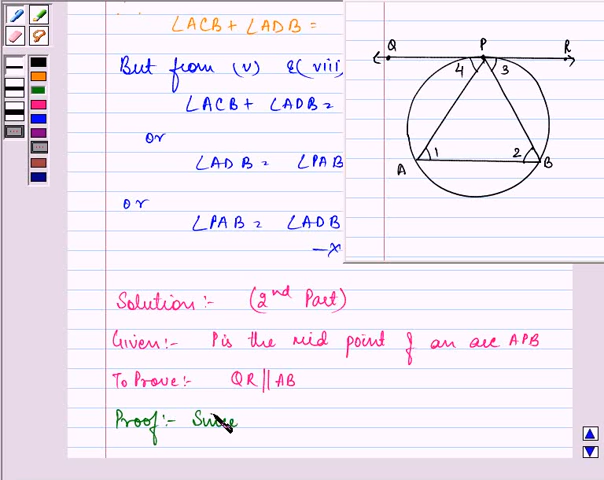 ∠ACB + ∠ADB =
But from (v) &(viii)
∠ACB + ∠ADB =
or
∠ADB = ∠PAB
or
∠PAB = ∠ADB
—x
Q P R
4 3
1 2
A B
Solution:- (2nd Part)
Given:- P is the mid point of an arc APB
To Prove:- QR || AB
Proof:- Since